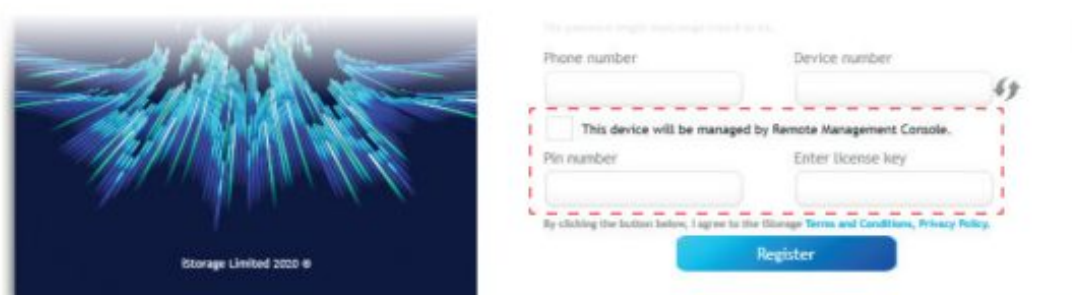 Phone number Device number
This device will be managed by Remote Management Console.
Pin number Enter license key
By clicking the button below, I agree to the iStorage Terms and Conditions, Privacy Policy.
Register
iStorage Limited 2020 ©